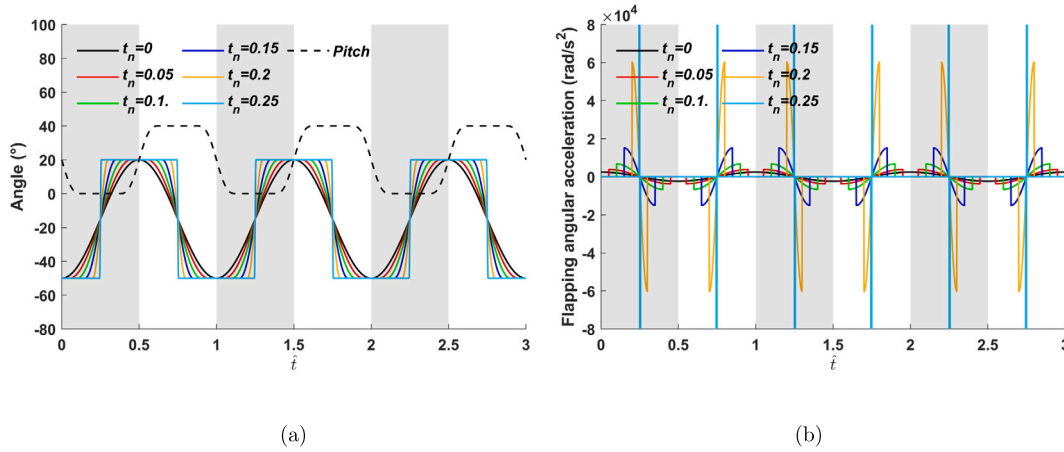 100
80
60
40
20
0
-20
-40
-60
-80
Angle (°)
t_n=0
t_n=0.05
t_n=0.1.
t_n=0.15
t_n=0.2
t_n=0.25
Pitch
0 0.5 1 1.5 2 2.5 3
t̂
(a)
×10⁴
8
6
4
2
0
-2
-4
-6
-8
Flapping angular acceleration (rad/s²)
t_n=0
t_n=0.05
t_n=0.1.
t_n=0.15
t_n=0.2
t_n=0.25
0 0.5 1 1.5 2 2.5 3
t̂
(b)